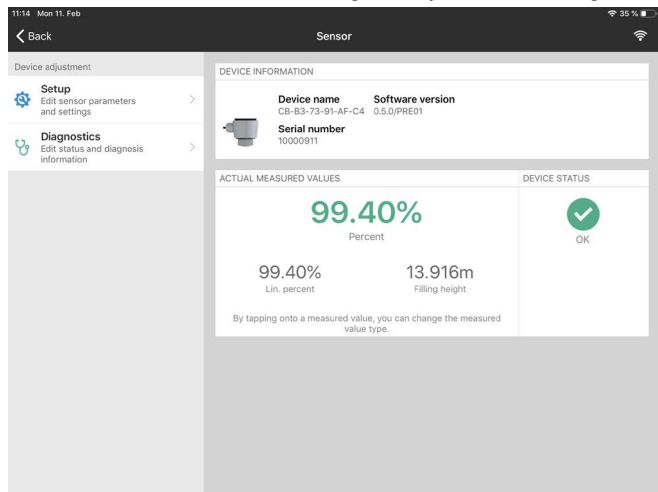 11:14 Mon 11. Feb
35 %
Back
Sensor
Device adjustment
Setup
Edit sensor parameters
and settings
Diagnostics
Edit status and diagnosis
information
DEVICE INFORMATION
Device name
CB-B3-73-91-AF-C4
Software version
0.5.0/PRE01
Serial number
10000911
ACTUAL MEASURED VALUES
99.40%
Percent
99.40%
Lin. percent
13.916m
Filling height
By tapping onto a measured value, you can change the measured
value type.
DEVICE STATUS
OK